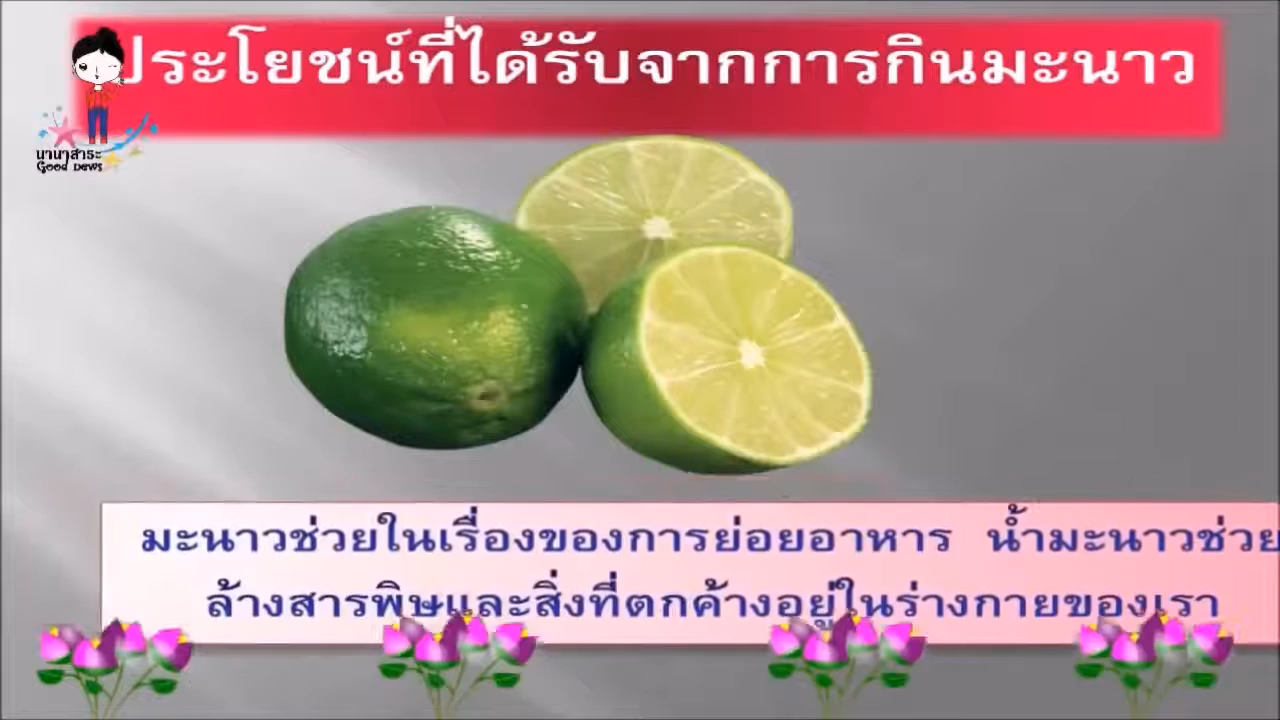 ประโยชน์ที่ได้รับจากการกินมะนาว
นานาสาระ
Good news
มะนาวช่วยในเรื่องของการย่อยอาหาร น้ำมะนาวช่วย
ล้างสารพิษและสิ่งที่ตกค้างอยู่ในร่างกายของเรา